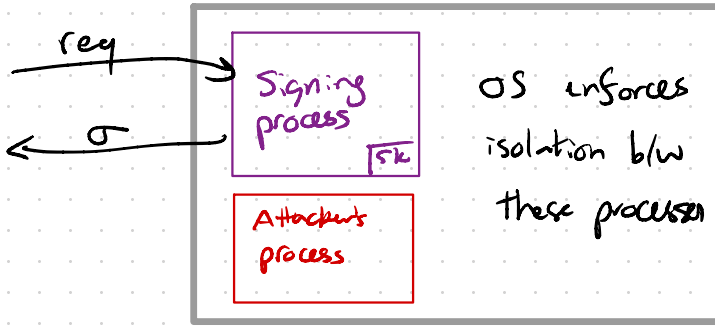 req
σ
Signing
process
sk
Attacker's
process
OS enforces
isolation b/w
these processes